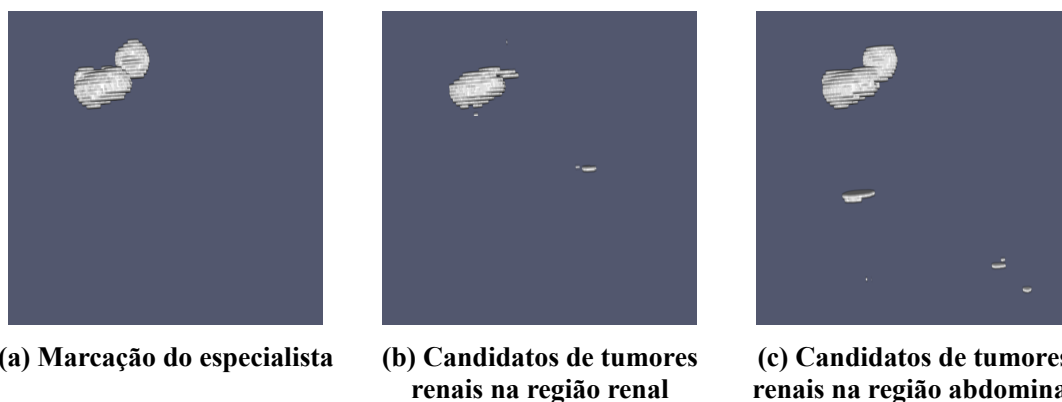 (a) Marcação do especialista
(b) Candidatos de tumores
renais na região renal
(c) Candidatos de tumores
renais na região abdomina